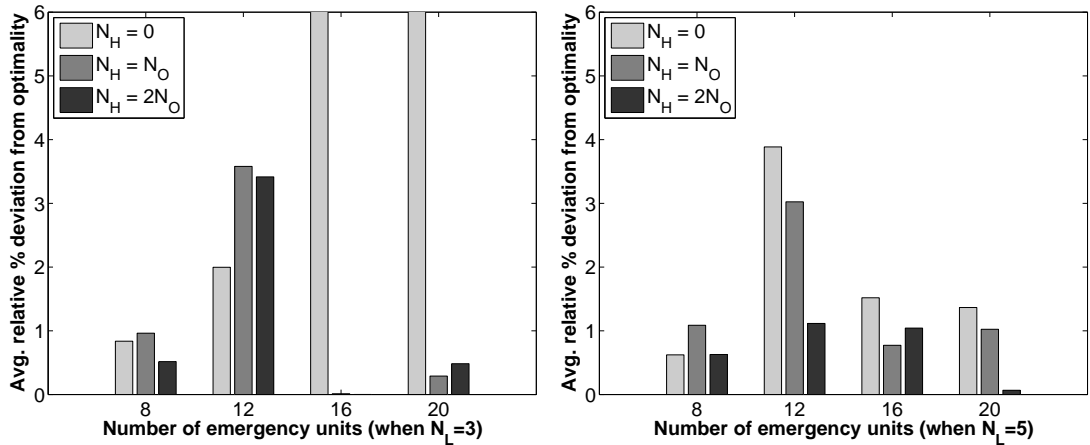 Avg. relative % deviation from optimality
6
5
4
3
2
1
0
N_H = 0
N_H = N_O
N_H = 2N_O
8 12 16 20
Number of emergency units (when N_L=3)
Avg. relative % deviation from optimality
6
5
4
3
2
1
0
N_H = 0
N_H = N_O
N_H = 2N_O
8 12 16 20
Number of emergency units (when N_L=5)